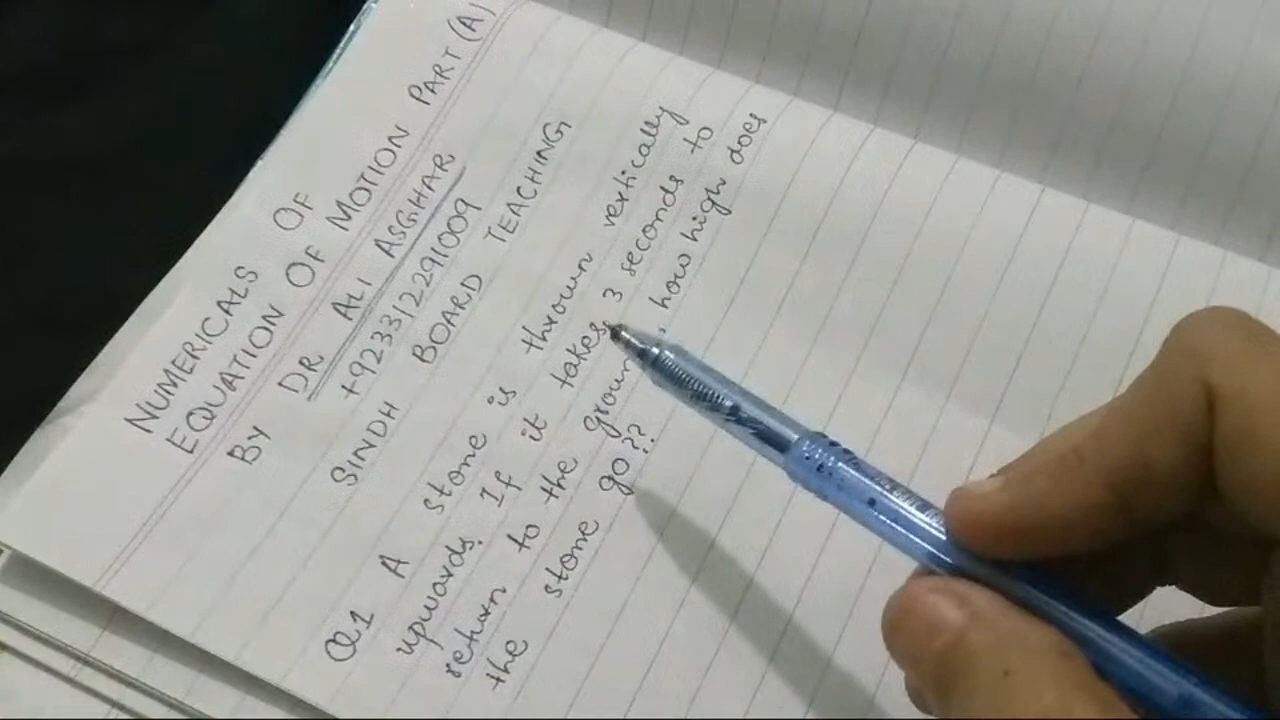 NUMERICALS OF
EQUATION OF MOTION PART (A)
BY DR ALI ASGHAR
+923312291009
SINDH BOARD TEACHING
Q1 A stone is thrown vertically
upwards. If it takes 3 seconds to
return to the ground, how high does
the stone go??